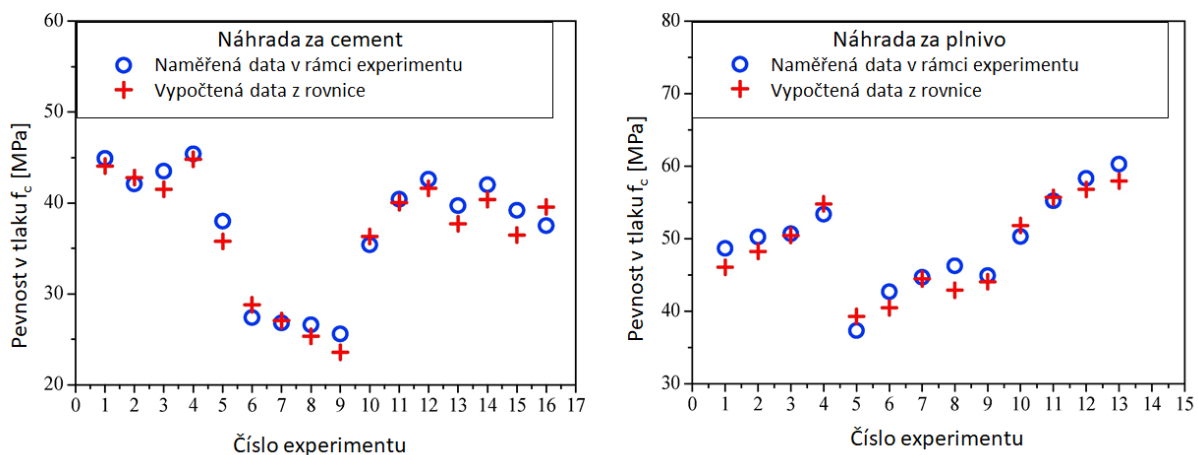 Náhrada za cement
Naměřená data v rámci experimentu
Vypočtená data z rovnice
Pevnost v tlaku f_c [MPa]
60
50
40
30
20
0 1 2 3 4 5 6 7 8 9 10 11 12 13 14 15 16 17
Číslo experimentu
Náhrada za plnivo
Naměřená data v rámci experimentu
Vypočtená data z rovnice
Pevnost v tlaku f_c [MPa]
80
70
60
50
40
30
0 1 2 3 4 5 6 7 8 9 10 11 12 13 14 15
Číslo experimentu